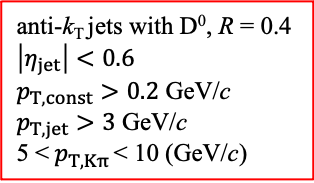 anti-kT jets with D⁰, R = 0.4
|ηjet| < 0.6
pT,const > 0.2 GeV/c
pT,jet > 3 GeV/c
5 < pT,Kπ < 10 (GeV/c)